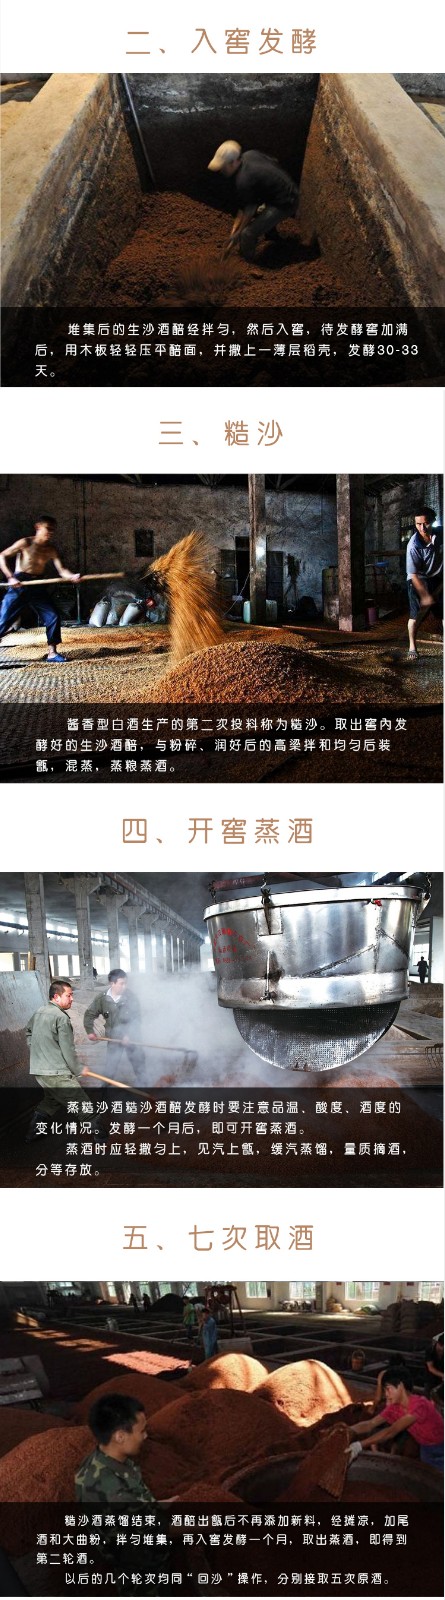 二、入窖发酵
堆集后的生沙酒醅经拌匀，然后入窖，待发酵窖加满
后，用木板轻轻压平醅面，并撒上一薄层稻壳，发酵30-33
天。
三、糙沙
酱香型白酒生产的第二次投料称为糙沙。取出窖内发
酵好的生沙酒醅，与粉碎、润好后的高粱拌和均匀后装
甑，混蒸，蒸粮蒸酒。
四、开窖蒸酒
蒸糙沙酒糙沙酒醅发酵时要注意品温、酸度、酒度的
变化情况。发酵一个月后，即可开窖蒸酒。
蒸酒时应轻撒匀上，见汽上甑，缓汽蒸馏，量质摘酒，
分等存放。
五、七次取酒
糙沙酒蒸馏结束，酒醅出甑后不再添加新料，经摊凉，加尾
酒和大曲粉，拌匀堆集，再入窖发酵一个月，取出蒸酒，即得到
第二轮酒。
以后的几个轮次均同“回沙”操作，分别接取五次原酒。